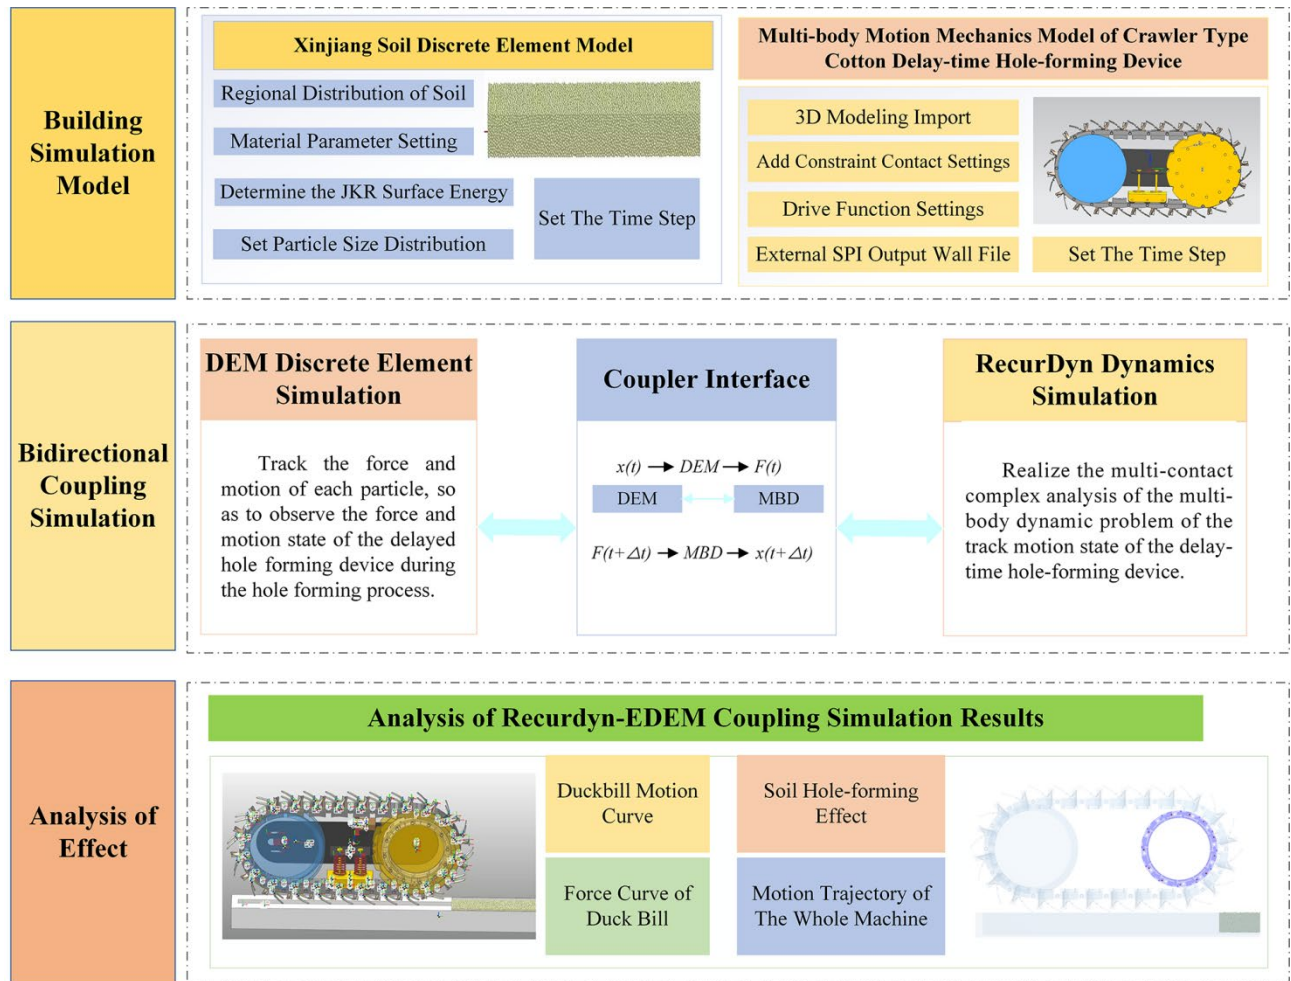 Building
Simulation
Model
Xinjiang Soil Discrete Element Model
Regional Distribution of Soil
Material Parameter Setting
Determine the JKR Surface Energy
Set Particle Size Distribution
Set The Time Step
Multi-body Motion Mechanics Model of Crawler Type
Cotton Delay-time Hole-forming Device
3D Modeling Import
Add Constraint Contact Settings
Drive Function Settings
External SPI Output Wall File
Set The Time Step
Bidirectional
Coupling
Simulation
DEM Discrete Element
Simulation
Track the force and
motion of each particle, so
as to observe the force and
motion state of the delayed
hole forming device during
the hole forming process.
Coupler Interface
x(t) → DEM → F(t)
DEM
MBD
F(t+Δt) → MBD → x(t+Δt)
RecurDyn Dynamics
Simulation
Realize the multi-contact
complex analysis of the multi-
body dynamic problem of the
track motion state of the delay-
time hole-forming device.
Analysis of
Effect
Analysis of Recurdyn-EDEM Coupling Simulation Results
Duckbill Motion
Curve
Soil Hole-forming
Effect
Force Curve of
Duck Bill
Motion Trajectory of
The Whole Machine